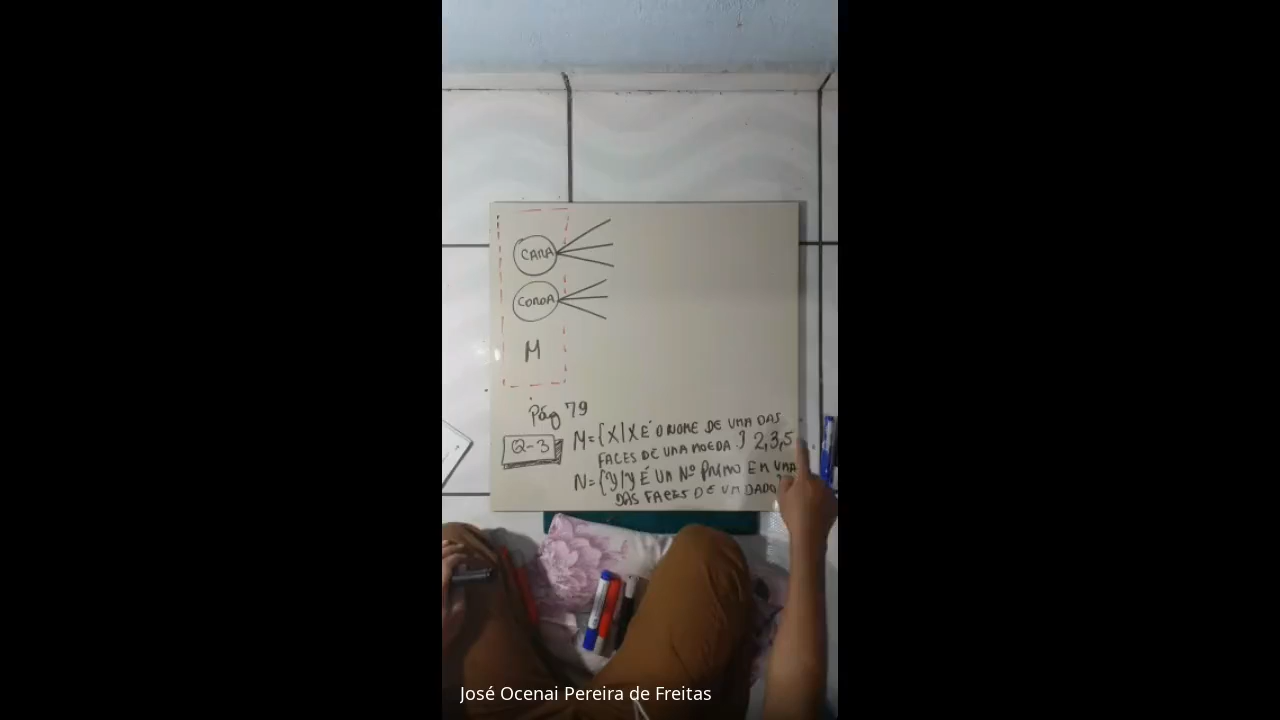 CARA
COROA
M
Pág 79
Q-3
M={X/X É O NOME DE UMA DAS
FACES DE UMA MOEDA.} 2,3,5
N={Y/Y É UM Nº PRIMO EM UMA
DAS FACES DE UM DADO}
José Ocenai Pereira de Freitas